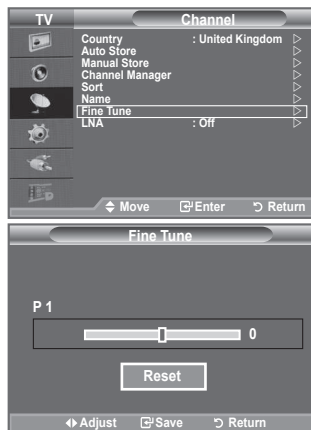 TV Channel
Country : United Kingdom
Auto Store
Manual Store
Channel Manager
Sort
Name
Fine Tune
LNA : Off
Move Enter Return
Fine Tune
P 1
0
Reset
Adjust Save Return